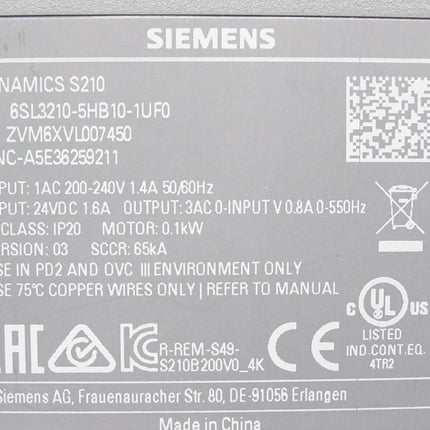 SIEMENS
NAMICS S210
6SL3210-5HB10-1UF0
ZVM6XVL007450
NC-A5E36259211
PUT: 1AC 200-240V 1.4A 50/60Hz
PUT: 24VDC 1.6A OUTPUT: 3AC 0-INPUT V 0.8A 0-550Hz
CLASS: IP20 MOTOR: 0.1kW
RSION: 03 SCCR: 65kA
SE IN PD2 AND OVC III ENVIRONMENT ONLY
SE 75°C COPPER WIRES ONLY | REFER TO MANUAL
C UL US
LISTED
IND.CONT.EQ.
4TR2
EAC
R-REM-S49-
S210B200V0_4K
CE
Siemens AG, Frauenauracher Str. 80, DE-91056 Erlangen
Made in China